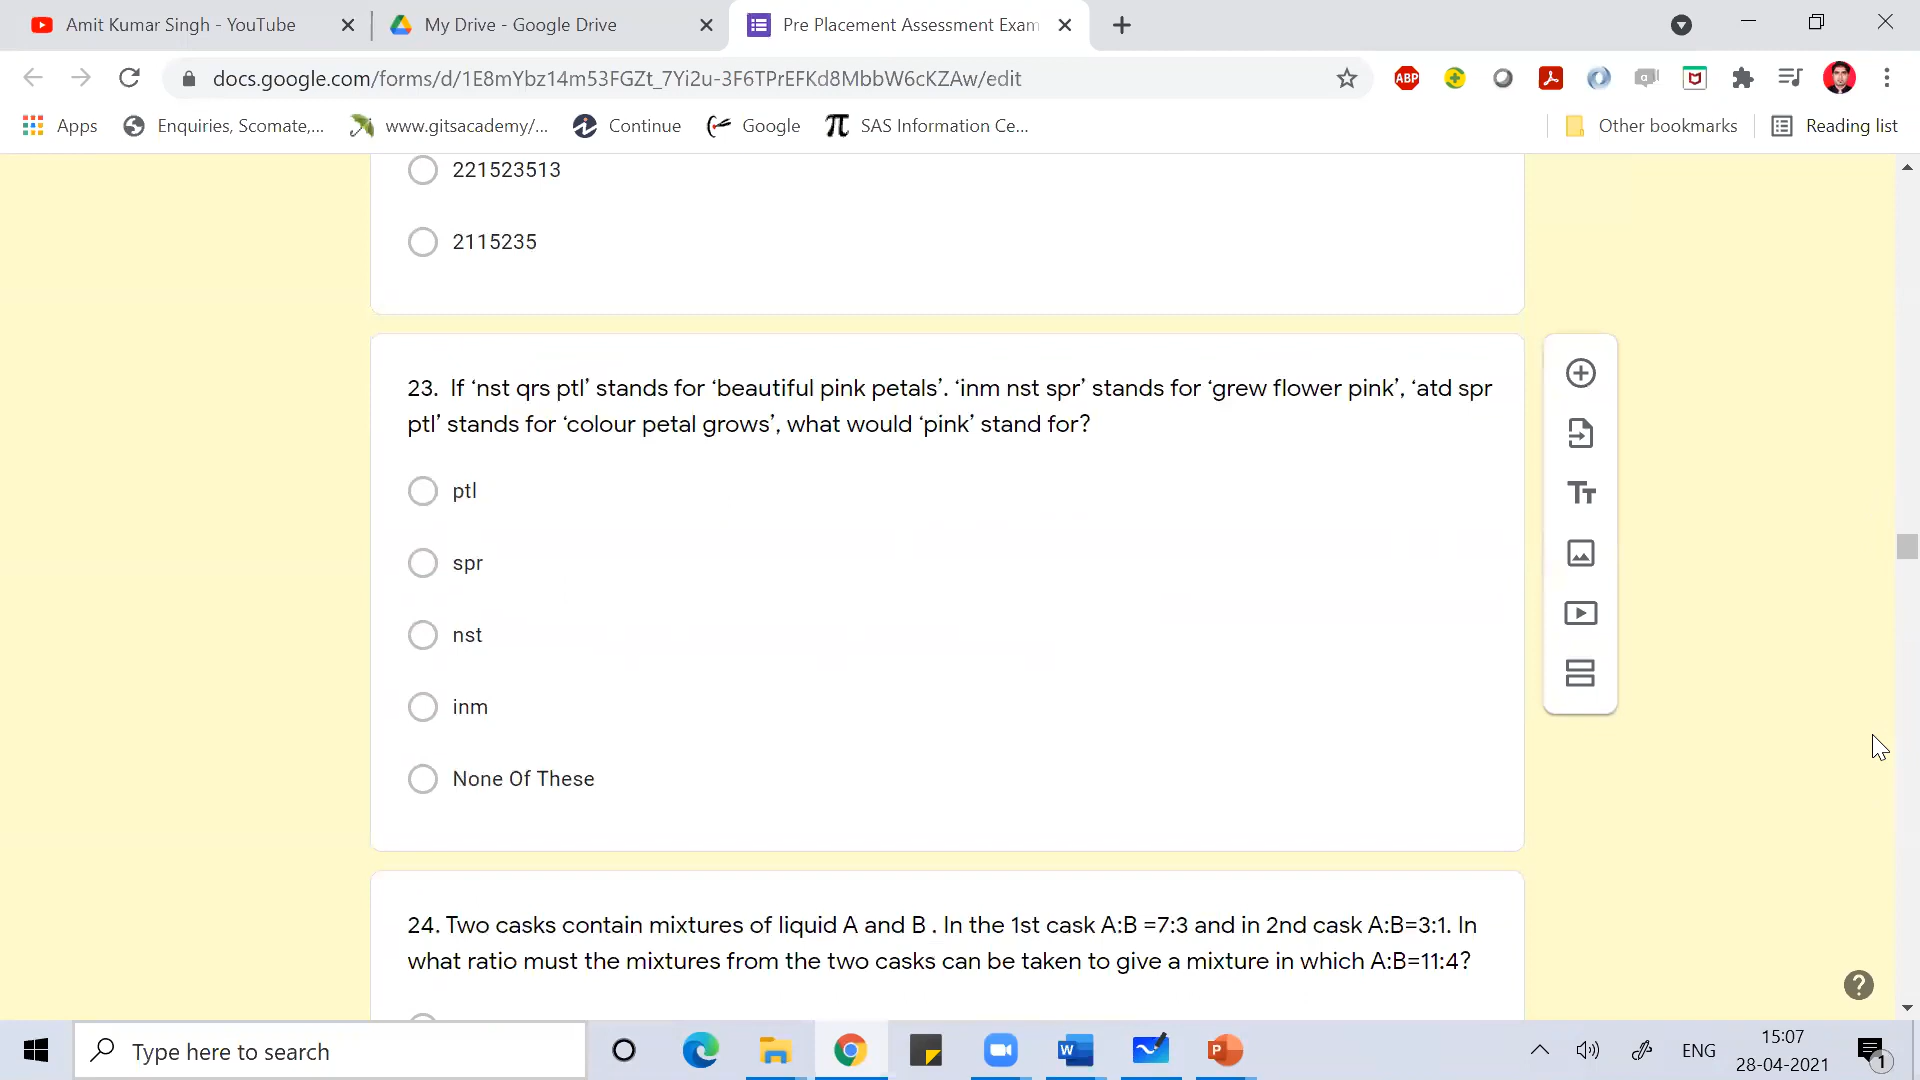 Amit Kumar Singh - YouTube
My Drive - Google Drive
Pre Placement Assessment Exam
docs.google.com/forms/d/1E8mYbz14m53FGZt_7Yi2u-3F6TPrEFKd8MbbW6cKZAw/edit
ABP
Apps
Enquiries, Scomate,...
www.gitsacademy/...
Continue
Google
SAS Information Ce...
Other bookmarks
Reading list
221523513
2115235
23. If ‘nst qrs ptl’ stands for ‘beautiful pink petals’. ‘inm nst spr’ stands for ‘grew flower pink’, ‘atd spr
ptl’ stands for ‘colour petal grows’, what would ‘pink’ stand for?
ptl
spr
nst
inm
None Of These
24. Two casks contain mixtures of liquid A and B . In the 1st cask A:B =7:3 and in 2nd cask A:B=3:1. In
what ratio must the mixtures from the two casks can be taken to give a mixture in which A:B=11:4?
Type here to search
ENG
15:07
28-04-2021
1